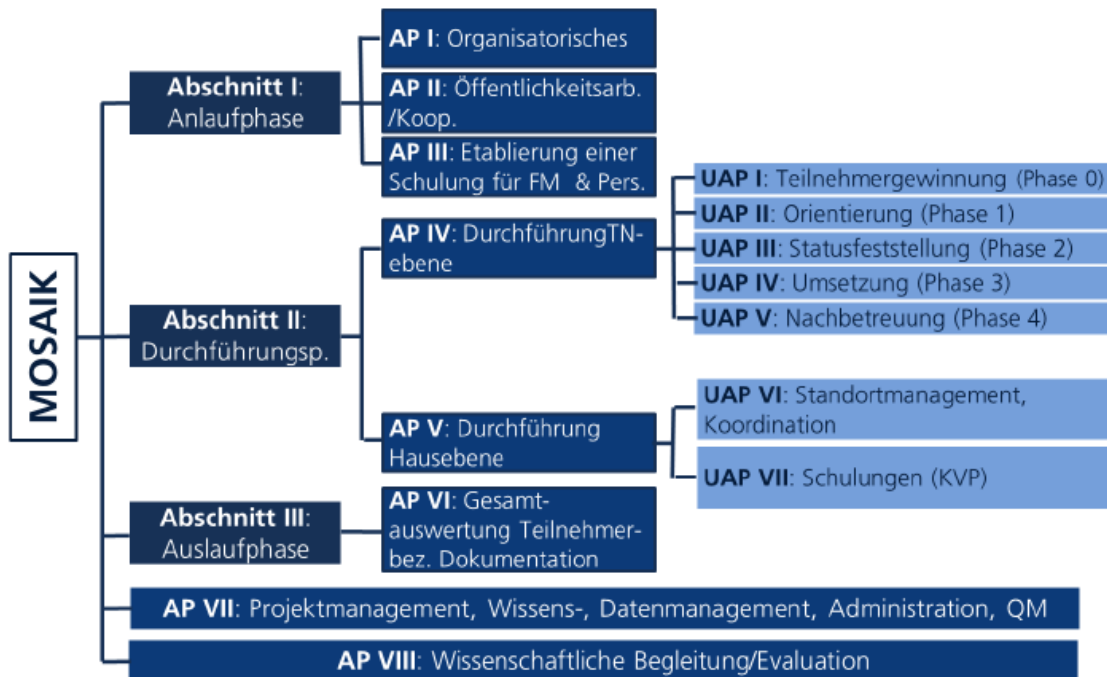 MOSAIK
Abschnitt I:
Anlaufphase
AP I: Organisatorisches
AP II: Öffentlichkeitsarb.
/Koop.
AP III: Etablierung einer
Schulung für FM & Pers.
Abschnitt II:
Durchführungsp.
AP IV: DurchführungTN-
ebene
UAP I: Teilnehmergewinnung (Phase 0)
UAP II: Orientierung (Phase 1)
UAP III: Statusfeststellung (Phase 2)
UAP IV: Umsetzung (Phase 3)
UAP V: Nachbetreuung (Phase 4)
AP V: Durchführung
Hausebene
UAP VI: Standortmanagement,
Koordination
UAP VII: Schulungen (KVP)
Abschnitt III:
Auslaufphase
AP VI: Gesamt-
auswertung Teilnehmer-
bez. Dokumentation
AP VII: Projektmanagement, Wissens-, Datenmanagement, Administration, QM
AP VIII: Wissenschaftliche Begleitung/Evaluation